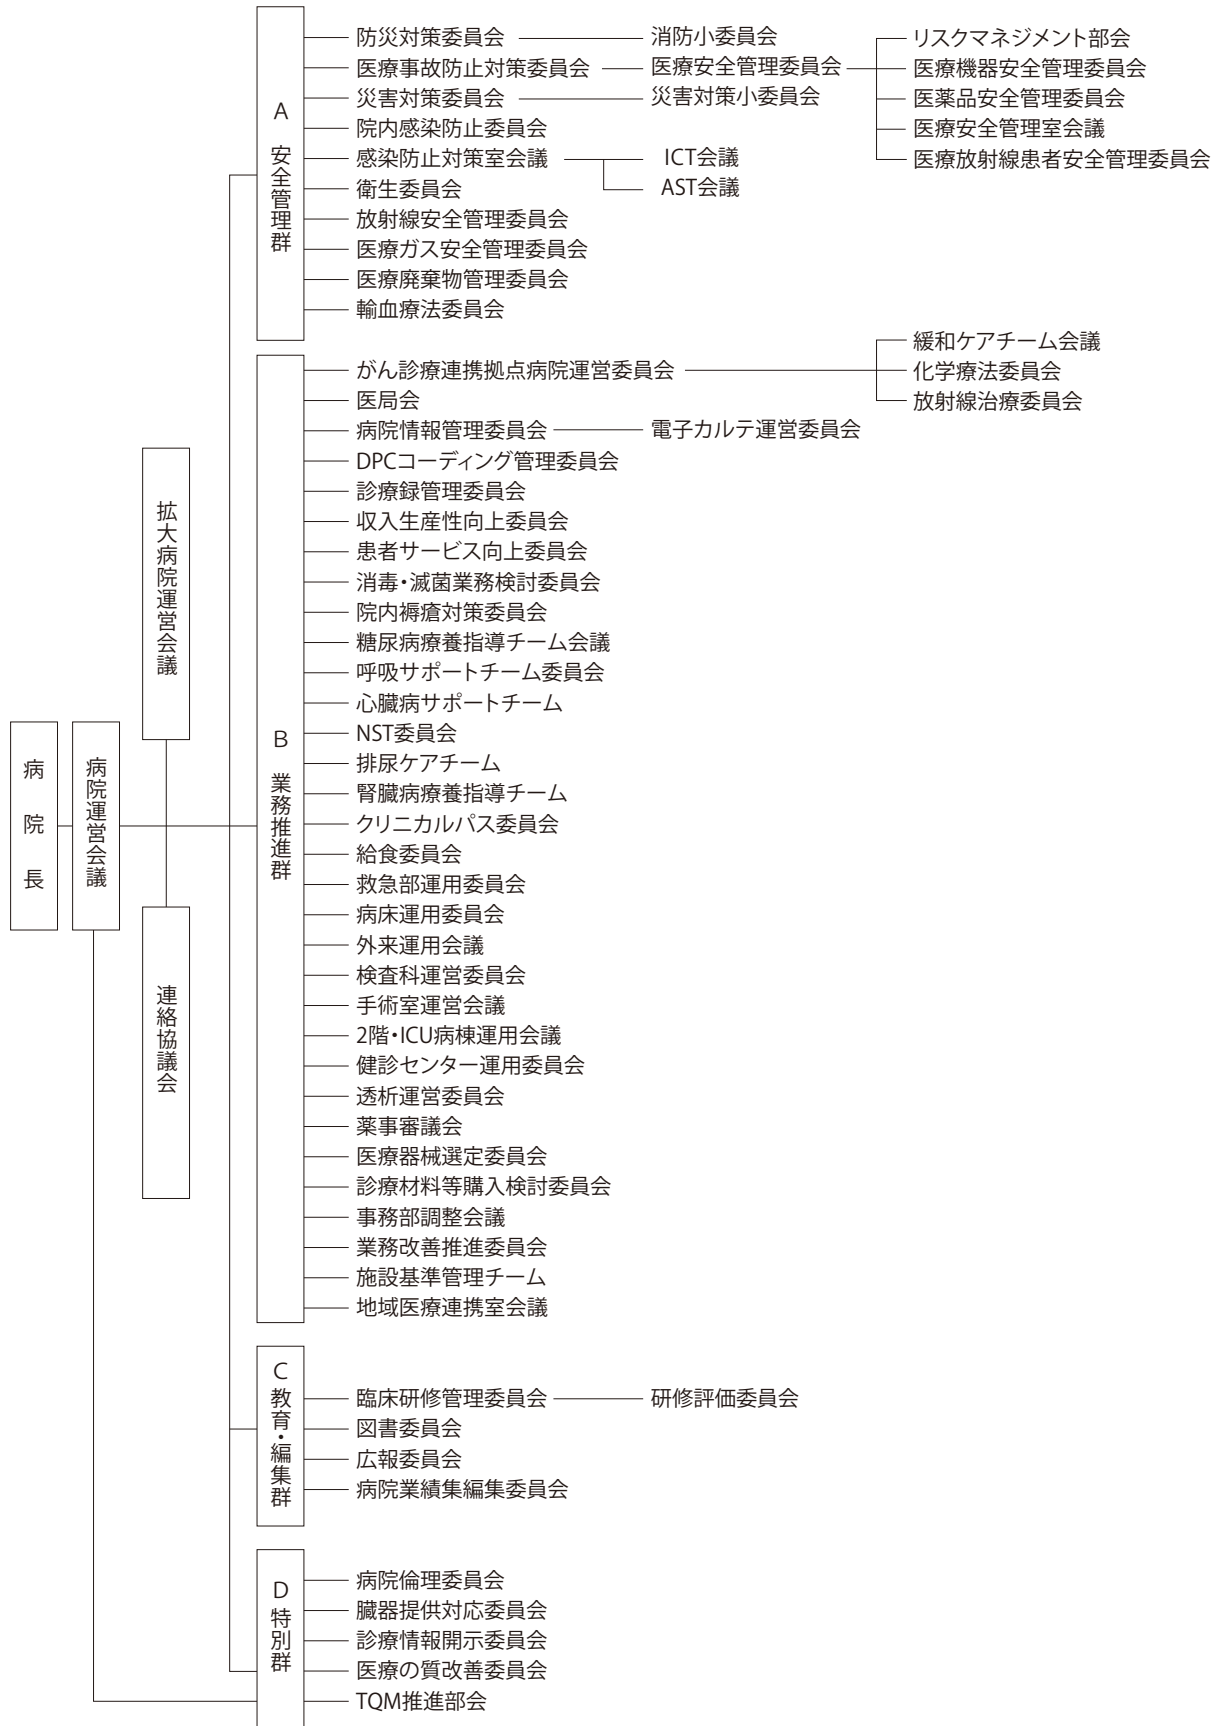 病院長
病院運営会議
拡大病院運営会議
連絡協議会
A 安全管理群
防災対策委員会
消防小委員会
医療事故防止対策委員会
医療安全管理委員会
リスクマネジメント部会
医療機器安全管理委員会
医薬品安全管理委員会
医療安全管理室会議
医療放射線患者安全管理委員会
災害対策委員会
災害対策小委員会
院内感染防止委員会
感染防止対策室会議
ICT会議
AST会議
衛生委員会
放射線安全管理委員会
医療ガス安全管理委員会
医療廃棄物管理委員会
輸血療法委員会
B 業務推進群
がん診療連携拠点病院運営委員会
緩和ケアチーム会議
化学療法委員会
放射線治療委員会
医局会
病院情報管理委員会
電子カルテ運営委員会
DPCコーディング管理委員会
診療録管理委員会
収入生産性向上委員会
患者サービス向上委員会
消毒・滅菌業務検討委員会
院内褥瘡対策委員会
糖尿病療養指導チーム会議
呼吸サポートチーム委員会
心臓病サポートチーム
NST委員会
排尿ケアチーム
腎臓病療養指導チーム
クリニカルパス委員会
給食委員会
救急部運用委員会
病床運用委員会
外来運用会議
検査科運営委員会
手術室運営会議
2階・ICU病棟運用会議
健診センター運用委員会
透析運営委員会
薬事審議会
医療器械選定委員会
診療材料等購入検討委員会
事務部調整会議
業務改善推進委員会
施設基準管理チーム
地域医療連携室会議
C 教育・編集群
臨床研修管理委員会
研修評価委員会
図書委員会
広報委員会
病院業績集編集委員会
D 特別群
病院倫理委員会
臓器提供対応委員会
診療情報開示委員会
医療の質改善委員会
TQM推進部会